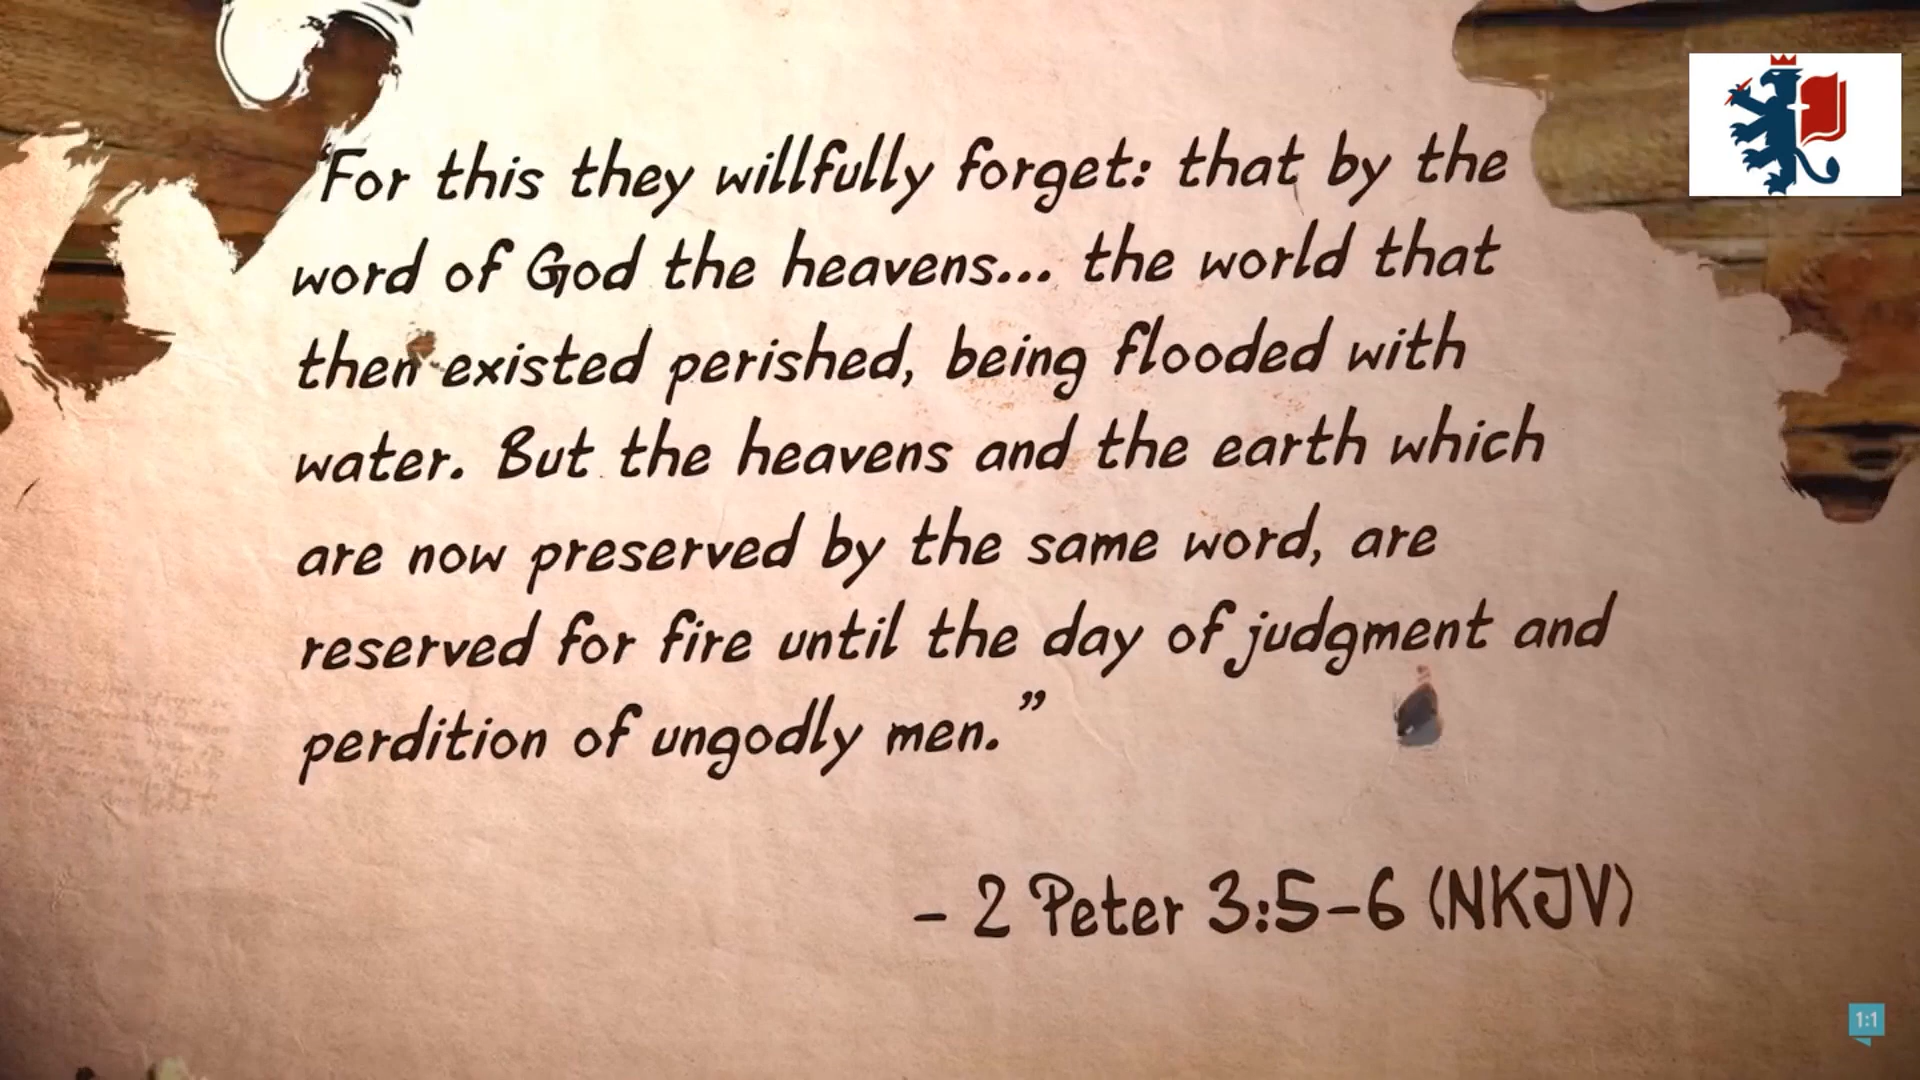 "For this they willfully forget: that by the
word of God the heavens... the world that
then existed perished, being flooded with
water. But the heavens and the earth which
are now preserved by the same word, are
reserved for fire until the day of judgment and
perdition of ungodly men."
- 2 Peter 3:5-6 (NKJV)
1:1